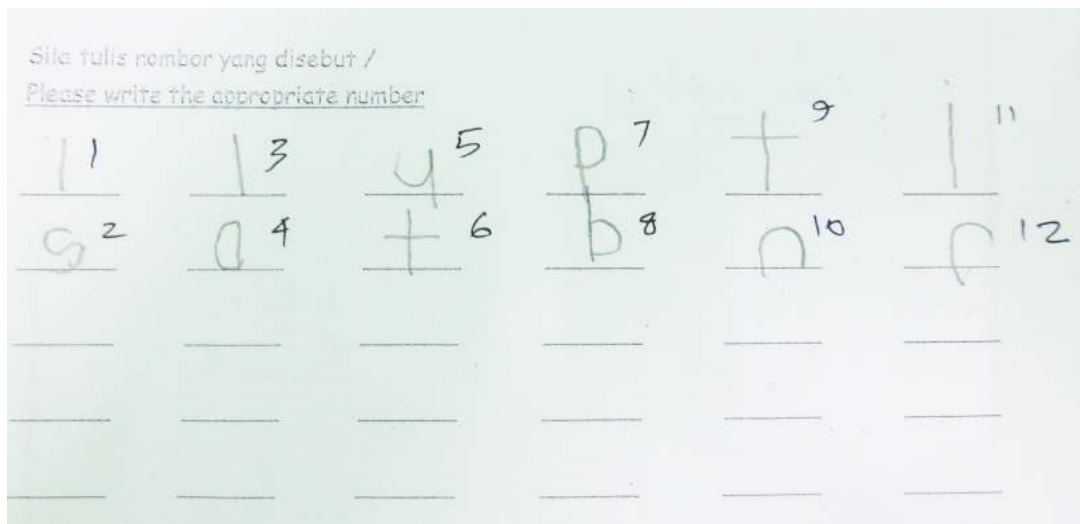 Sila tulis nombor yang disebut /
Please write the appropriate number
l 1 l 3 y 5 p 7 t 9 l 11
s 2 a 4 t 6 b 8 n 10 r 12